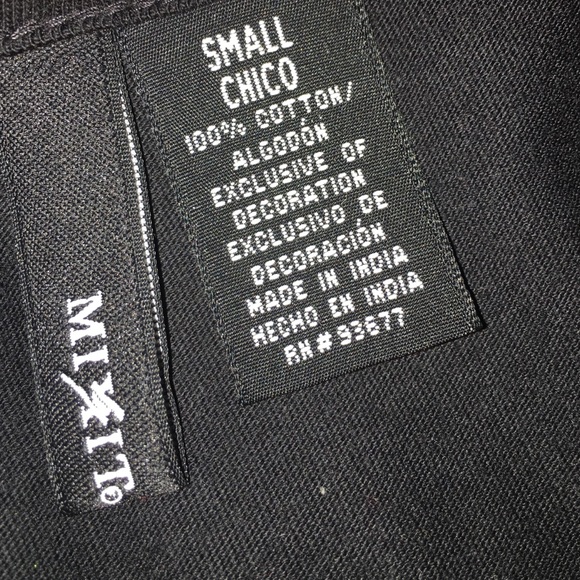 SMALL
CHICO
100% COTTON/
ALGODÓN
EXCLUSIVE OF
DECORATION
EXCLUSIVO DE
DECORACIÓN
MADE IN INDIA
HECHO EN INDIA
RN # 93677
MIXIT®